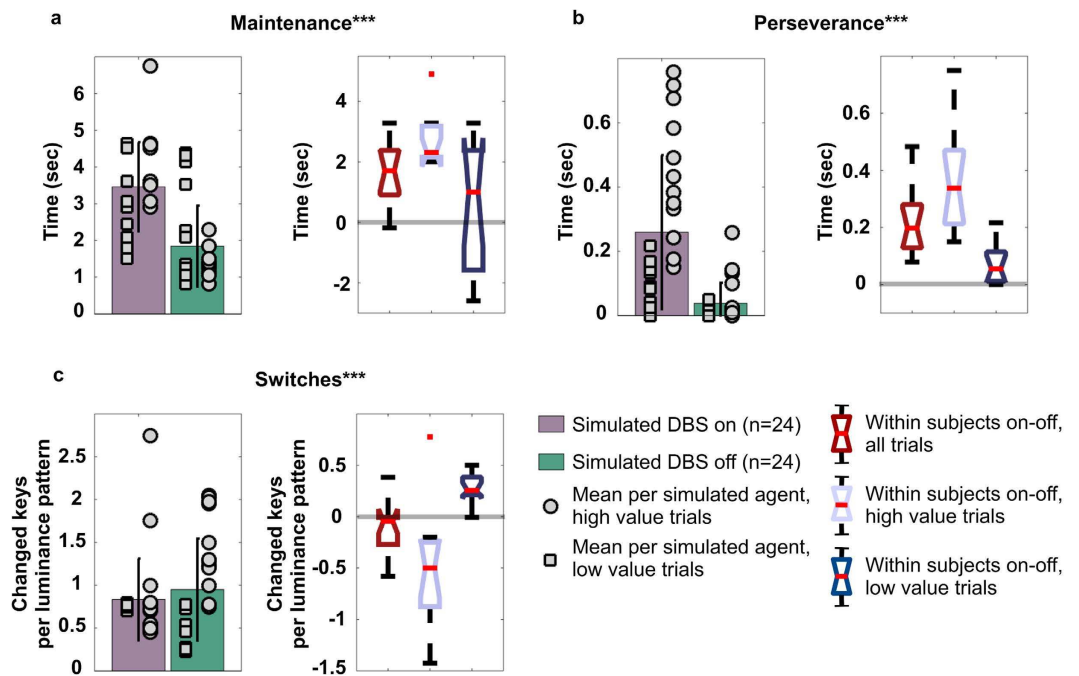 a
Maintenance***
Time (sec)
6
5
4
3
2
1
0
Time (sec)
4
2
0
-2
b
Perseverance***
Time (sec)
0.6
0.4
0.2
0
Time (sec)
0.6
0.4
0.2
0
c
Switches***
Changed keys
per luminance pattern
2.5
2
1.5
1
0.5
0
Changed keys
per luminance pattern
0.5
0
-0.5
-1
-1.5
Simulated DBS on (n=24)
Simulated DBS off (n=24)
Mean per simulated agent,
high value trials
Mean per simulated agent,
low value trials
Within subjects on-off,
all trials
Within subjects on-off,
high value trials
Within subjects on-off,
low value trials